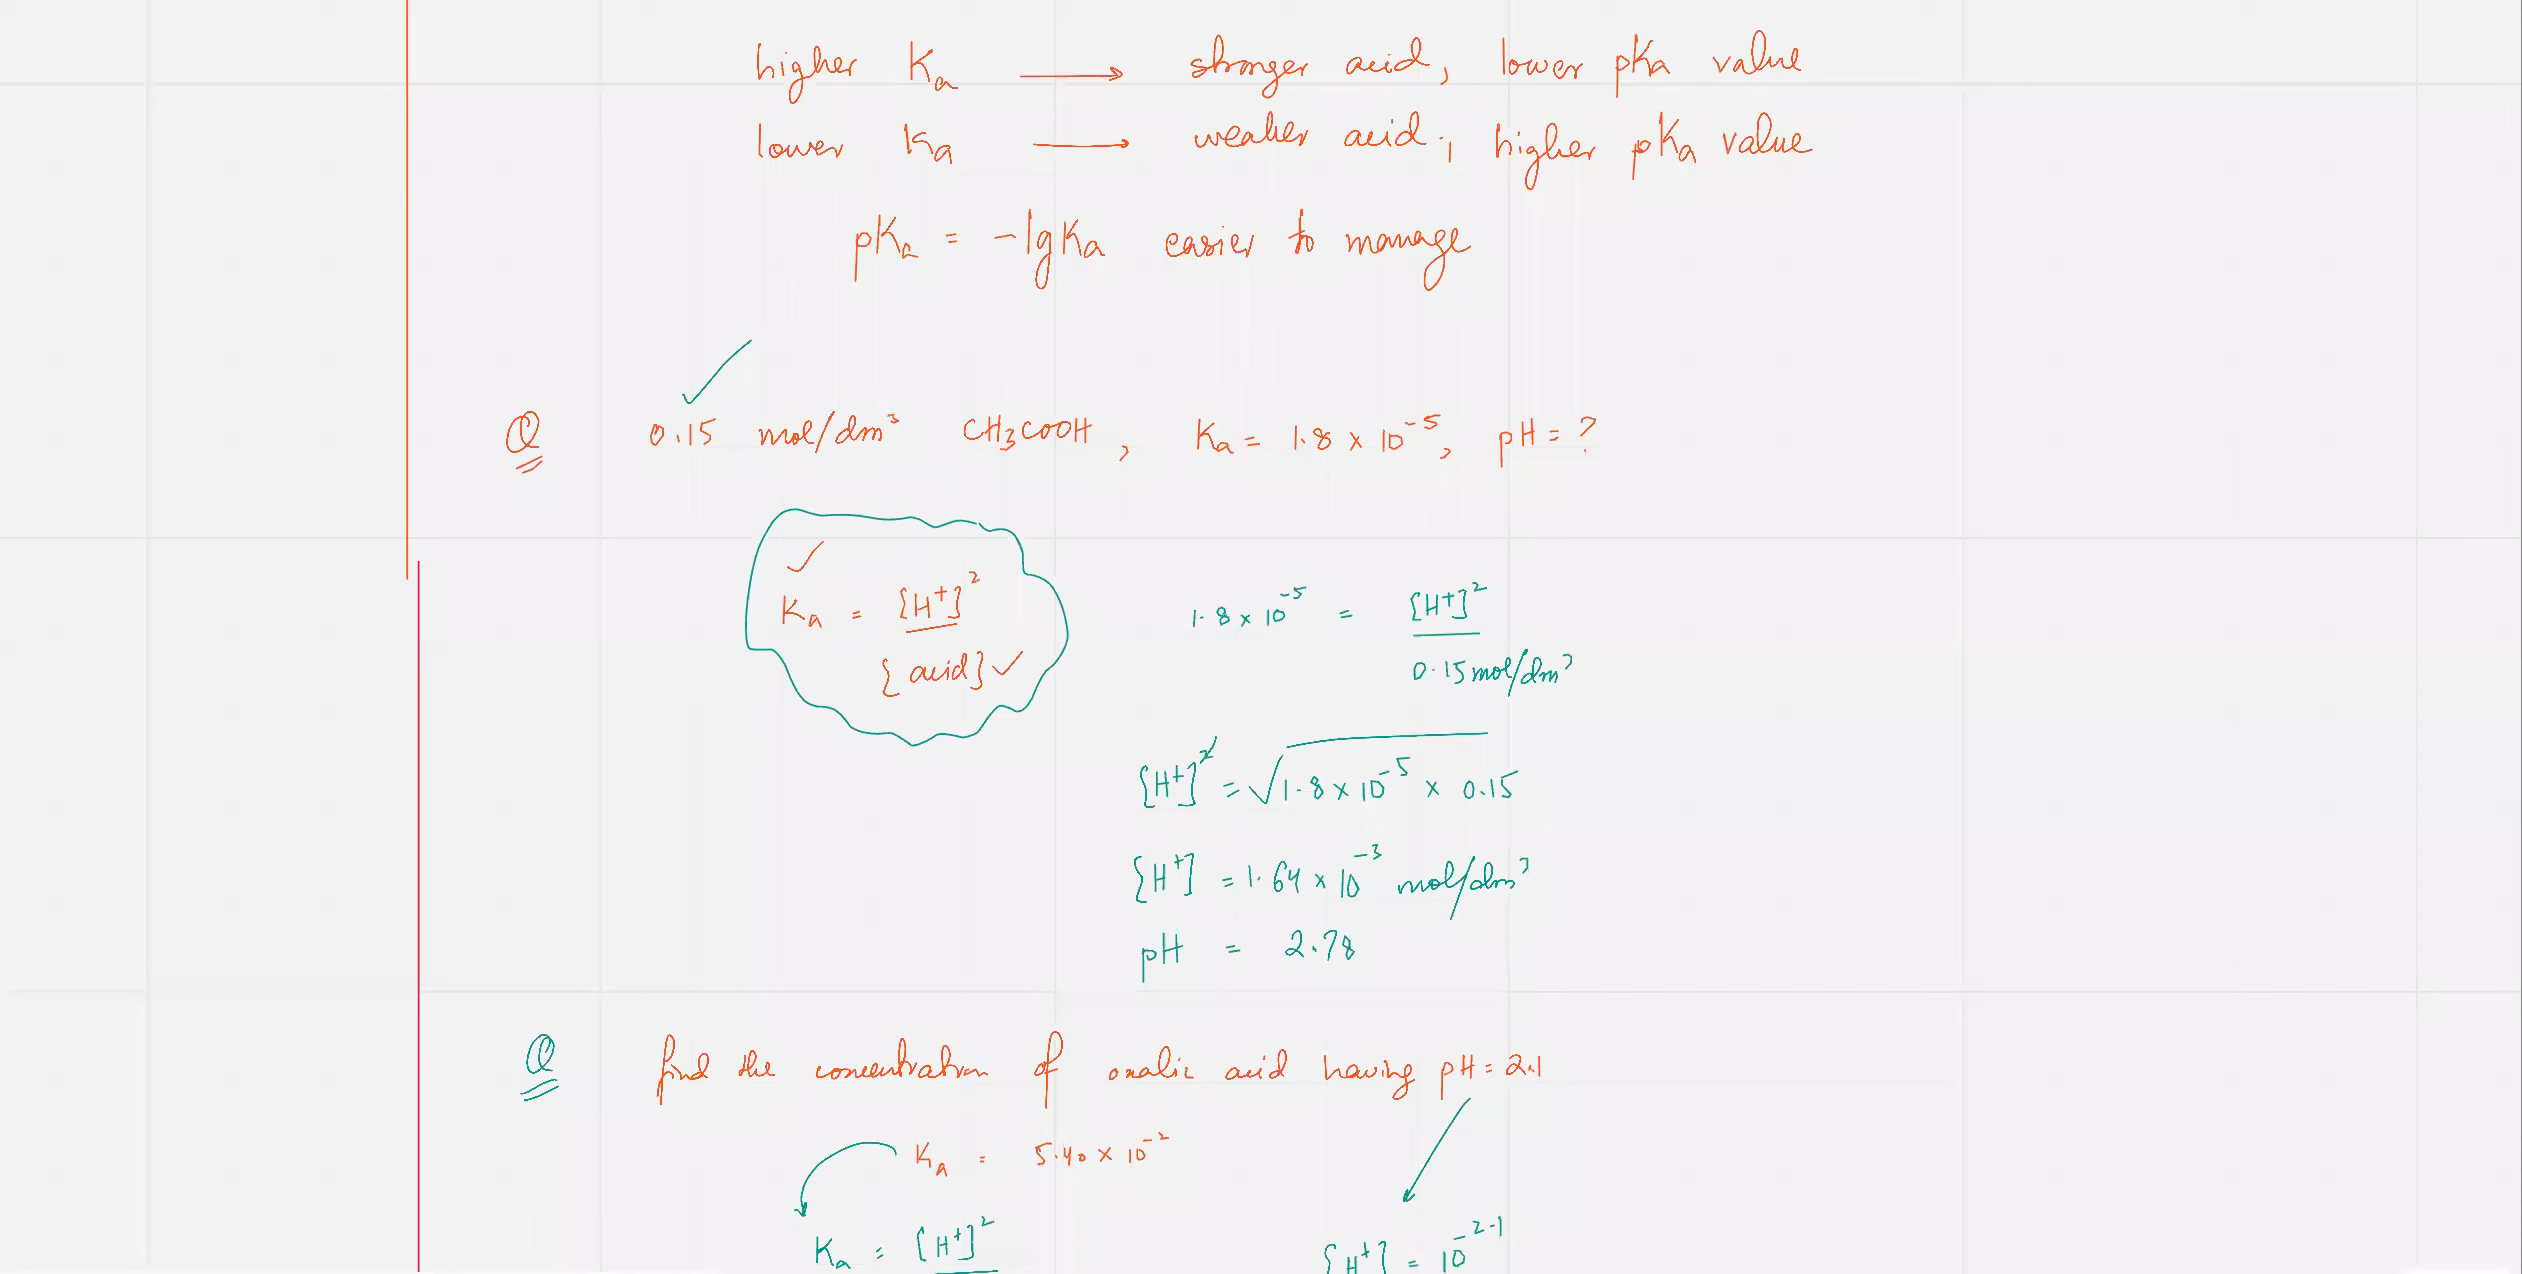 higher Ka ⟶ stronger acid, lower pKa value
lower Ka ⟶ weaker acid, higher pKa value
pKa = -lgKa easier to manage
Q 0.15 mol/dm³ CH3COOH, Ka = 1.8 × 10⁻⁵, pH = ?
Ka = [H⁺]²
[acid]
1.8 × 10⁻⁵ = [H⁺]²
0.15 mol/dm³
[H⁺]² = √1.8 × 10⁻⁵ × 0.15
[H⁺] = 1.64 × 10⁻³ mol/dm³
pH = 2.78
Q find the concentration of oxalic acid having pH = 2.1
Ka = 5.40 × 10⁻²
Ka = [H⁺]²
[H⁺] = 10⁻²·¹